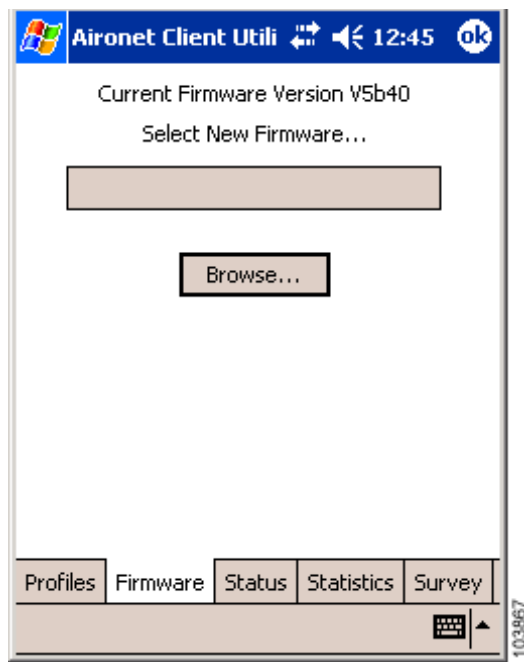 Aironet Client Utili 12:45 ok
Current Firmware Version V5b40
Select New Firmware...
Browse...
Profiles Firmware Status Statistics Survey
103867